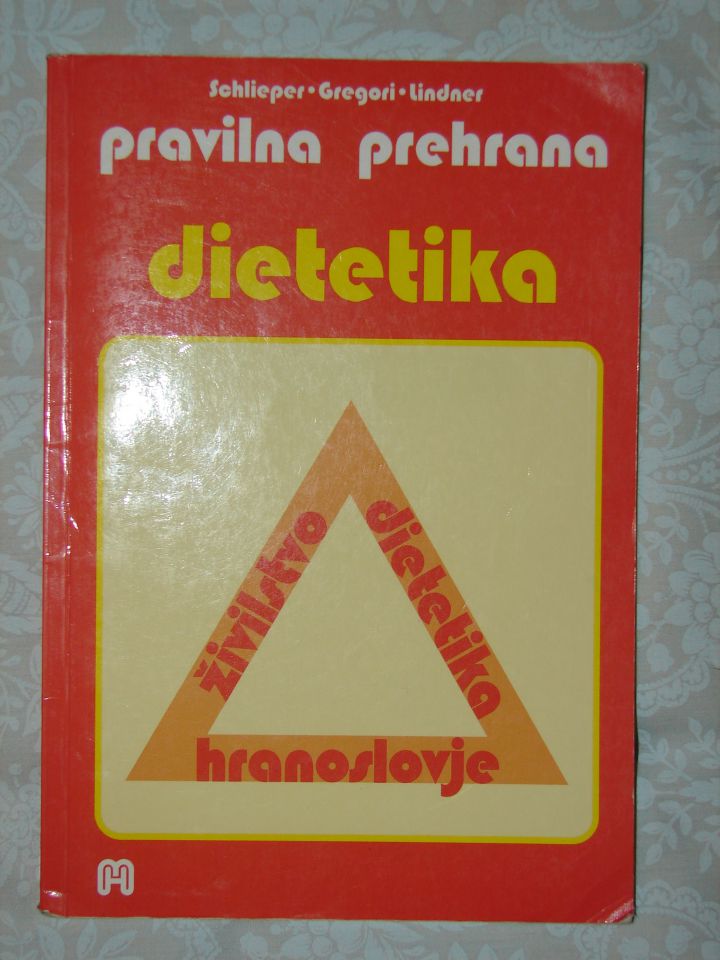 Schlieper • Gregori • Lindner
pravilna prehrana
dietetika
živilstvo
dietetika
hranoslovje